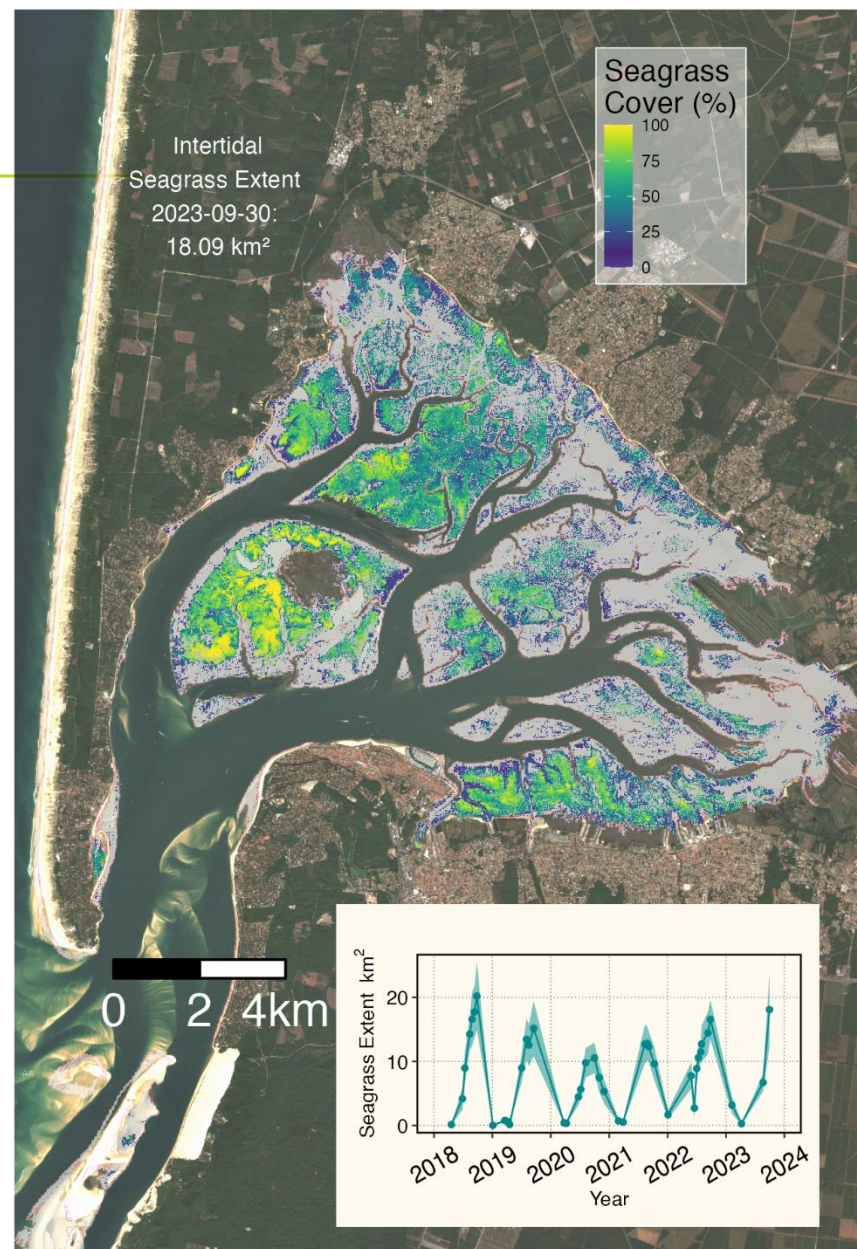 Intertidal
Seagrass Extent
2023-09-30:
18.09 km²
Seagrass
Cover (%)
100
75
50
25
0
0 2 4km
Seagrass Extent km²
20
10
0
2018 2019 2020 2021 2022 2023 2024
Year